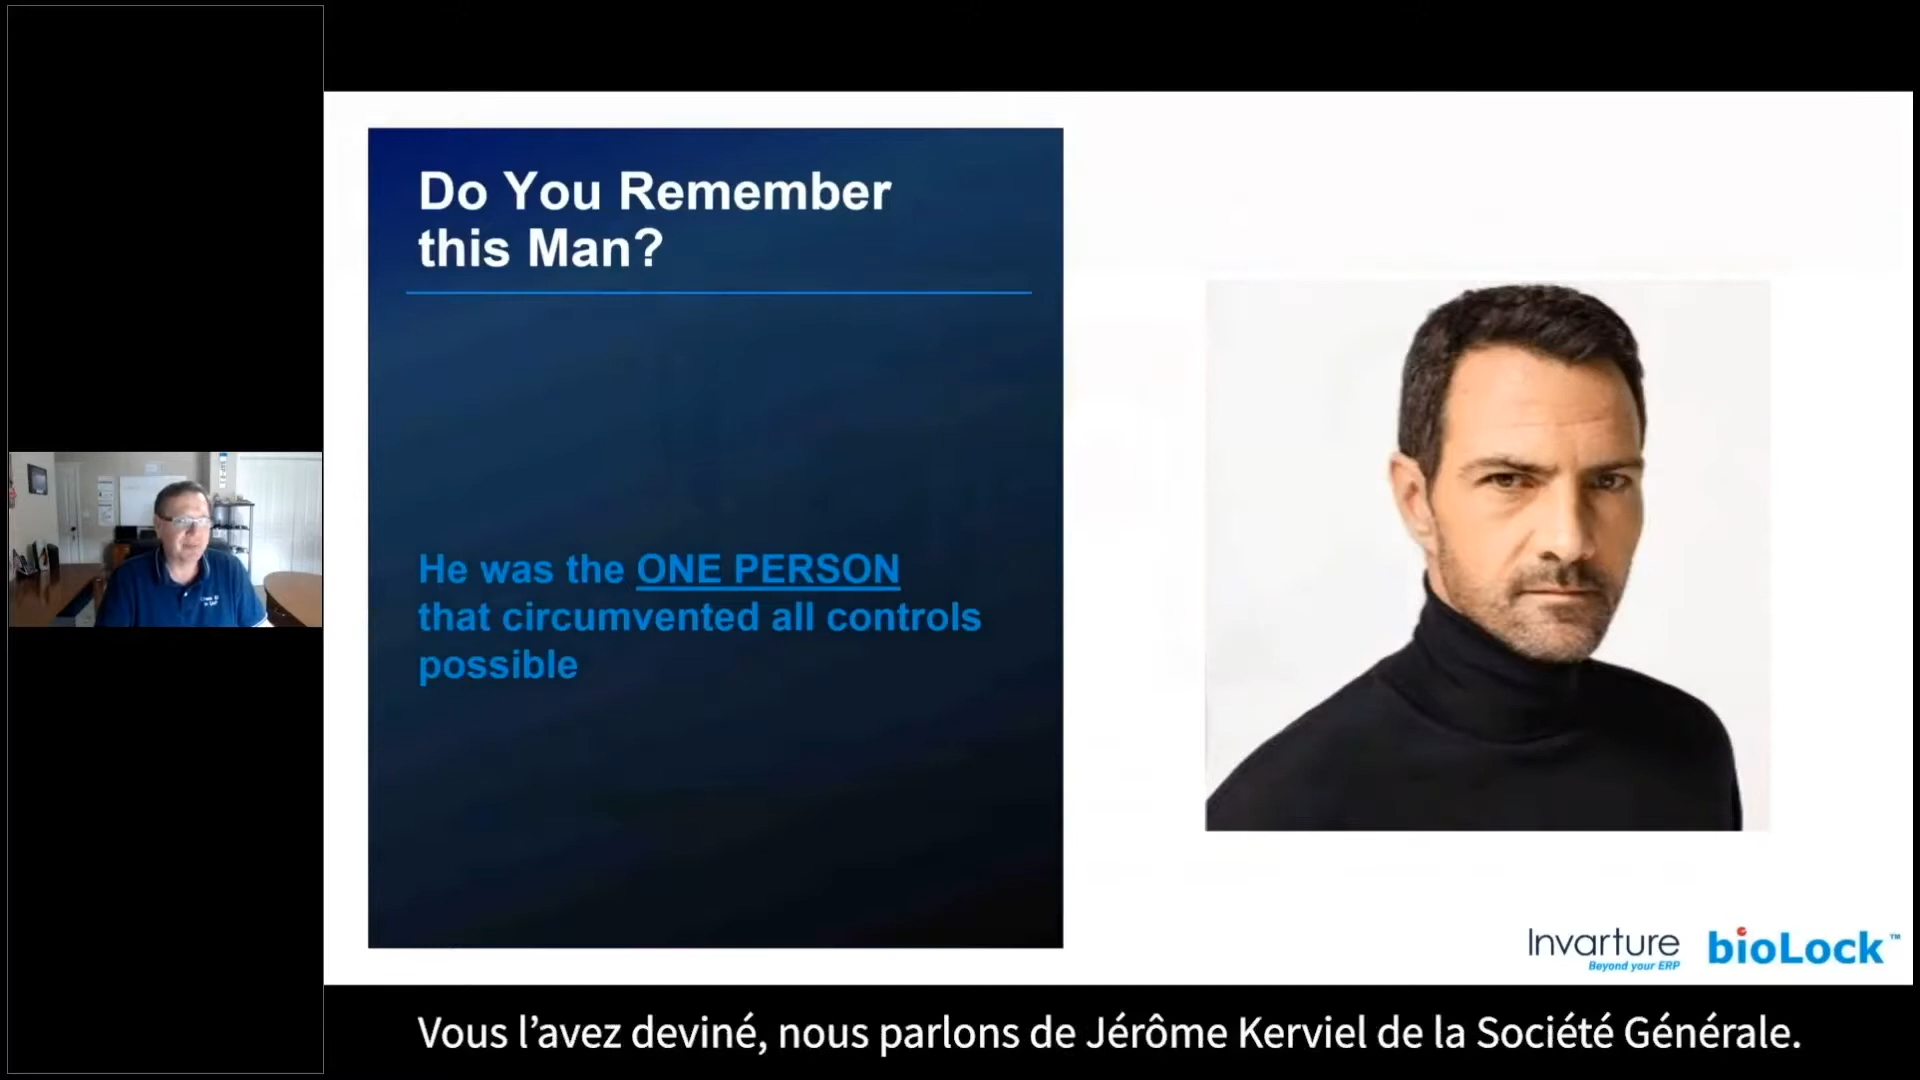 Do You Remember
this Man?
He was the ONE PERSON
that circumvented all controls
possible
Invarture
Beyond your ERP
bioLock™
Vous l’avez deviné, nous parlons de Jérôme Kerviel de la Société Générale.